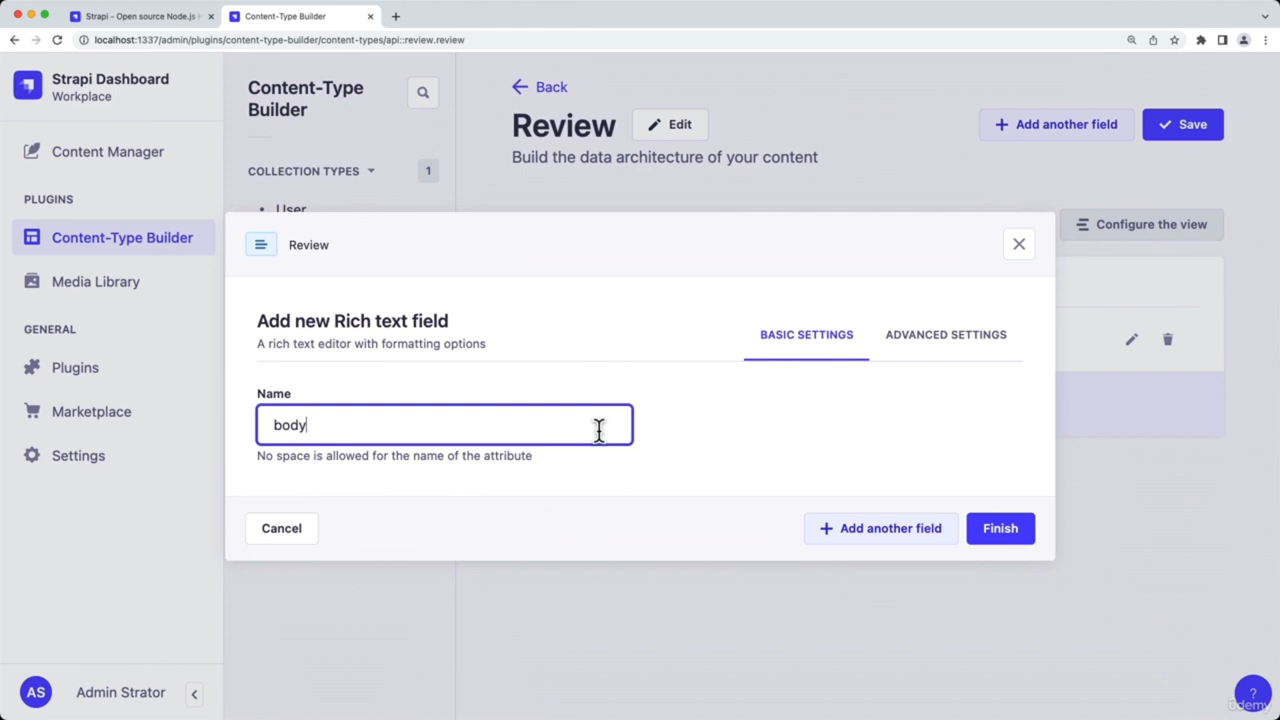 Strapi - Open source Node.js
Content-Type Builder
localhost:1337/admin/plugins/content-type-builder/content-types/api::review.review
Strapi Dashboard
Workplace
Content Manager
PLUGINS
Content-Type Builder
Media Library
GENERAL
Plugins
Marketplace
Settings
AS Admin Strator
Content-Type
Builder
COLLECTION TYPES 1
User
Back
Review Edit
Add another field Save
Build the data architecture of your content
Configure the view
Review
Add new Rich text field
A rich text editor with formatting options
BASIC SETTINGS ADVANCED SETTINGS
Name
body
No space is allowed for the name of the attribute
Cancel
Add another field Finish
?
ûdemy